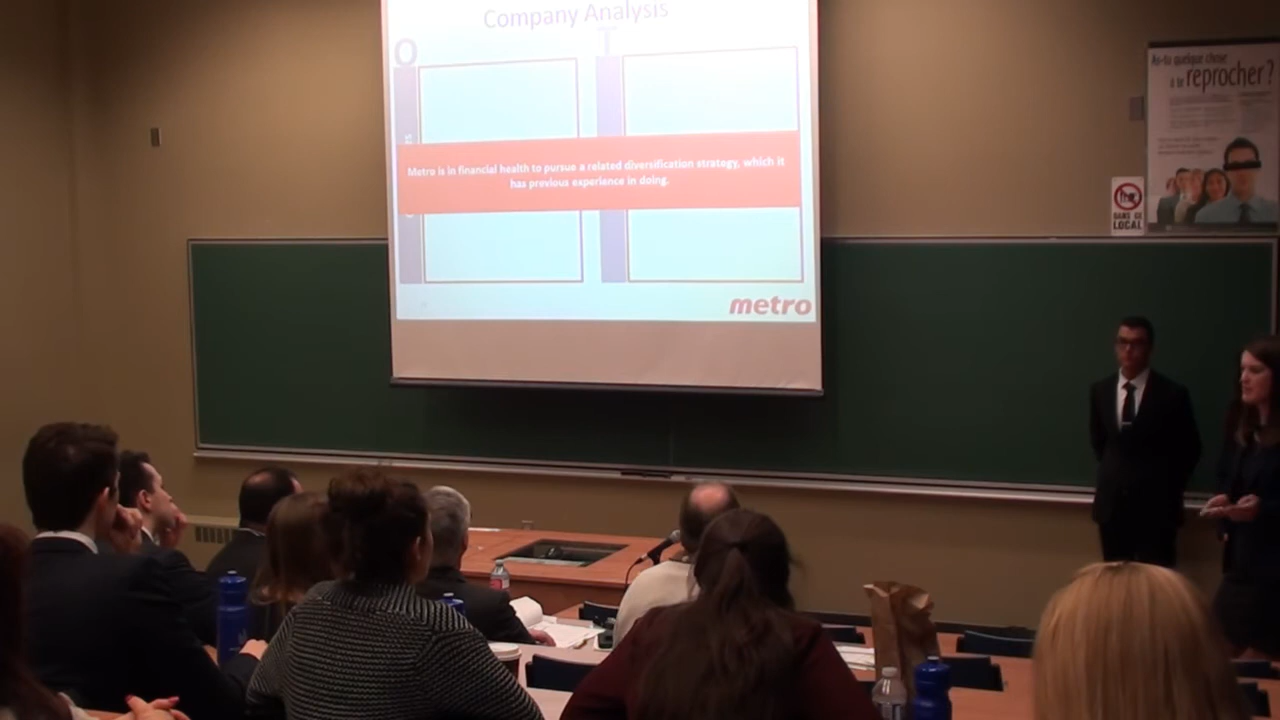 Company Analysis
O
T
Metro is in financial health to pursue a related diversification strategy, which it
has previous experience in doing.
metro
As-tu quelque chose
à te reprocher?
DANS CE
LOCAL